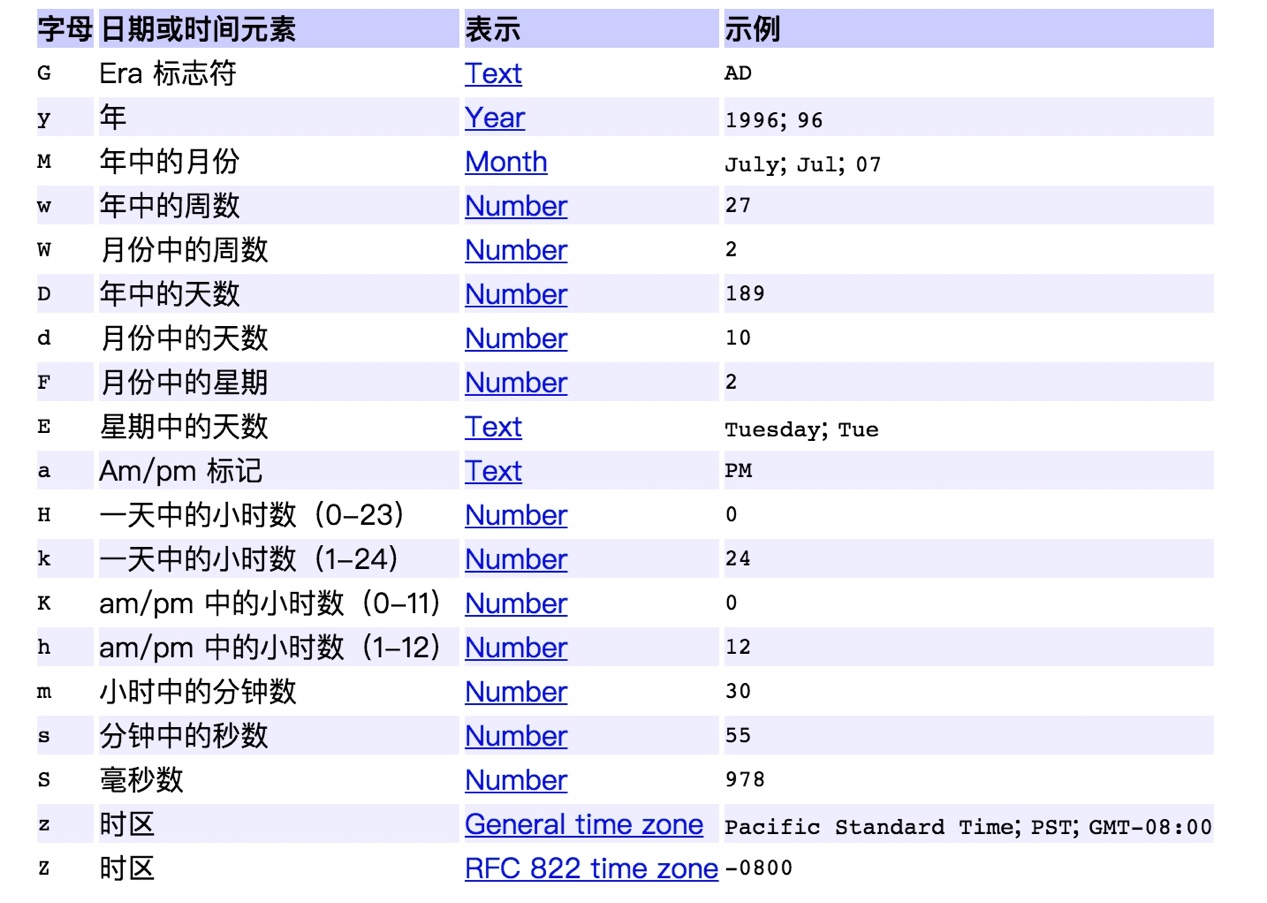 字母 日期或时间元素 表示 示例
G Era 标志符 Text AD
y 年 Year 1996; 96
M 年中的月份 Month July; Jul; 07
w 年中的周数 Number 27
W 月份中的周数 Number 2
D 年中的天数 Number 189
d 月份中的天数 Number 10
F 月份中的星期 Number 2
E 星期中的天数 Text Tuesday; Tue
a Am/pm 标记 Text PM
H 一天中的小时数（0-23） Number 0
k 一天中的小时数（1-24） Number 24
K am/pm 中的小时数（0-11） Number 0
h am/pm 中的小时数（1-12） Number 12
m 小时中的分钟数 Number 30
s 分钟中的秒数 Number 55
S 毫秒数 Number 978
z 时区 General time zone Pacific Standard Time; PST; GMT-08:00
Z 时区 RFC 822 time zone -0800